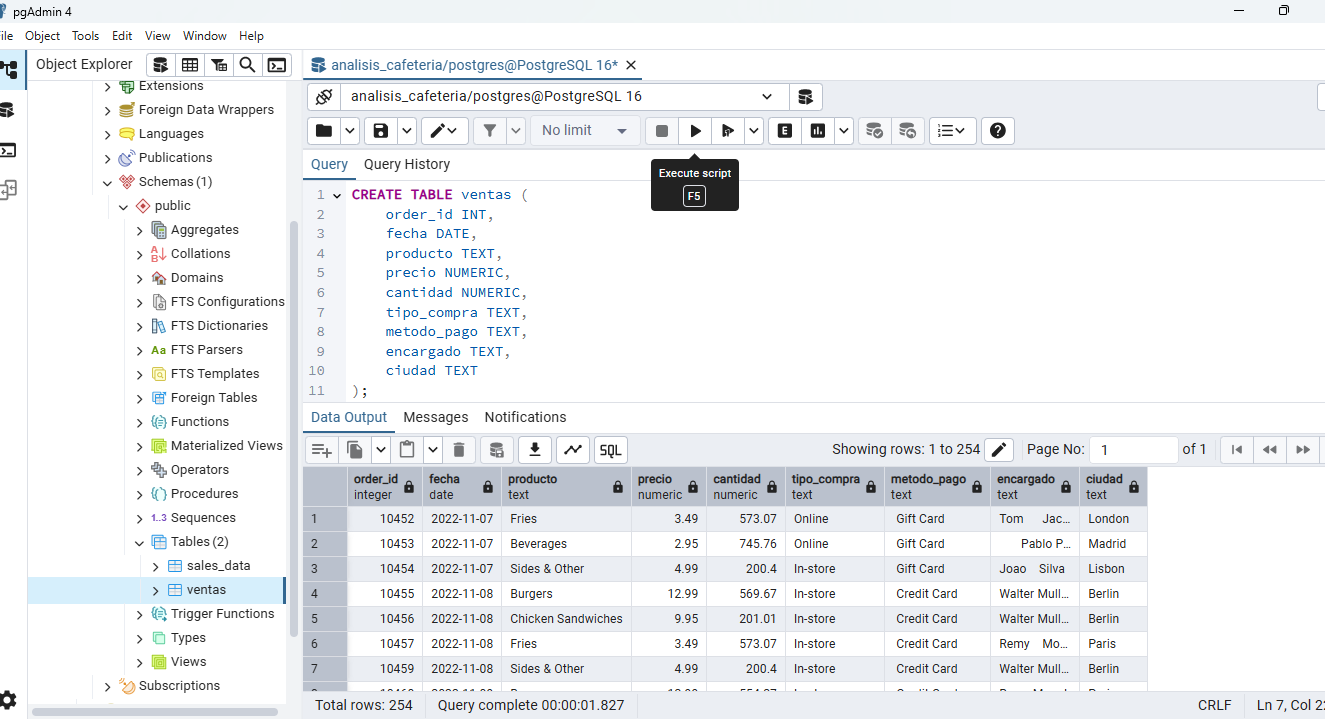 pgAdmin 4
ile Object Tools Edit View Window Help
Object Explorer
analisis_cafeteria/postgres@PostgreSQL 16*
Extensions
Foreign Data Wrappers
Languages
Publications
Schemas (1)
public
Aggregates
Collations
Domains
FTS Configurations
FTS Dictionaries
Aa FTS Parsers
FTS Templates
Foreign Tables
Functions
Materialized Views
Operators
Procedures
1..3 Sequences
Tables (2)
sales_data
ventas
Trigger Functions
Types
Views
Subscriptions
analisis_cafeteria/postgres@PostgreSQL 16
No limit
E
Query Query History
Execute script
F5
1 CREATE TABLE ventas (
2 order_id INT,
3 fecha DATE,
4 producto TEXT,
5 precio NUMERIC,
6 cantidad NUMERIC,
7 tipo_compra TEXT,
8 metodo_pago TEXT,
9 encargado TEXT,
10 ciudad TEXT
11 );
Data Output Messages Notifications
SQL Showing rows: 1 to 254 Page No: 1 of 1
order_id fecha producto precio cantidad tipo_compra metodo_pago encargado ciudad
integer date text numeric numeric text text text text
1 10452 2022-11-07 Fries 3.49 573.07 Online Gift Card Tom Jac... London
2 10453 2022-11-07 Beverages 2.95 745.76 Online Gift Card Pablo P... Madrid
3 10454 2022-11-07 Sides & Other 4.99 200.4 In-store Gift Card Joao Silva Lisbon
4 10455 2022-11-08 Burgers 12.99 569.67 In-store Credit Card Walter Mull... Berlin
5 10456 2022-11-08 Chicken Sandwiches 9.95 201.01 In-store Credit Card Walter Mull... Berlin
6 10457 2022-11-08 Fries 3.49 573.07 In-store Credit Card Remy Mo... Paris
7 10459 2022-11-08 Sides & Other 4.99 200.4 In-store Credit Card Walter Mull... Berlin
Total rows: 254 Query complete 00:00:01.827 CRLF Ln 7, Col 2